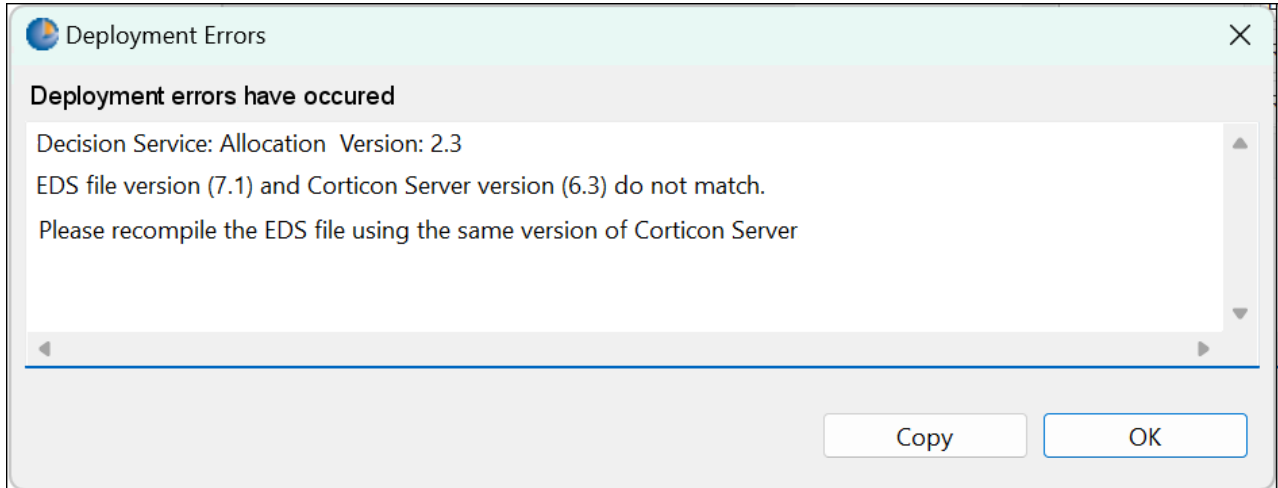 Deployment Errors
Deployment errors have occured
Decision Service: Allocation  Version: 2.3
EDS file version (7.1) and Corticon Server version (6.3) do not match.
Please recompile the EDS file using the same version of Corticon Server
Copy
OK